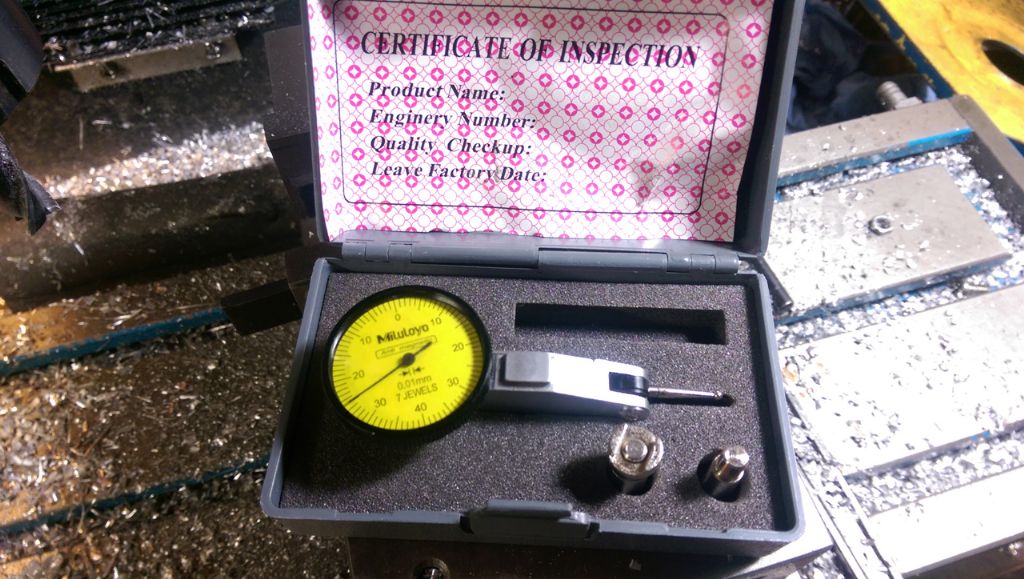 CERTIFICATE OF INSPECTION
Product Name:
Enginery Number:
Quality Checkup:
Leave Factory Date:
0
10 10
Mitutoyo
20
20
0.01mm
30
7 JEWELS
30
40